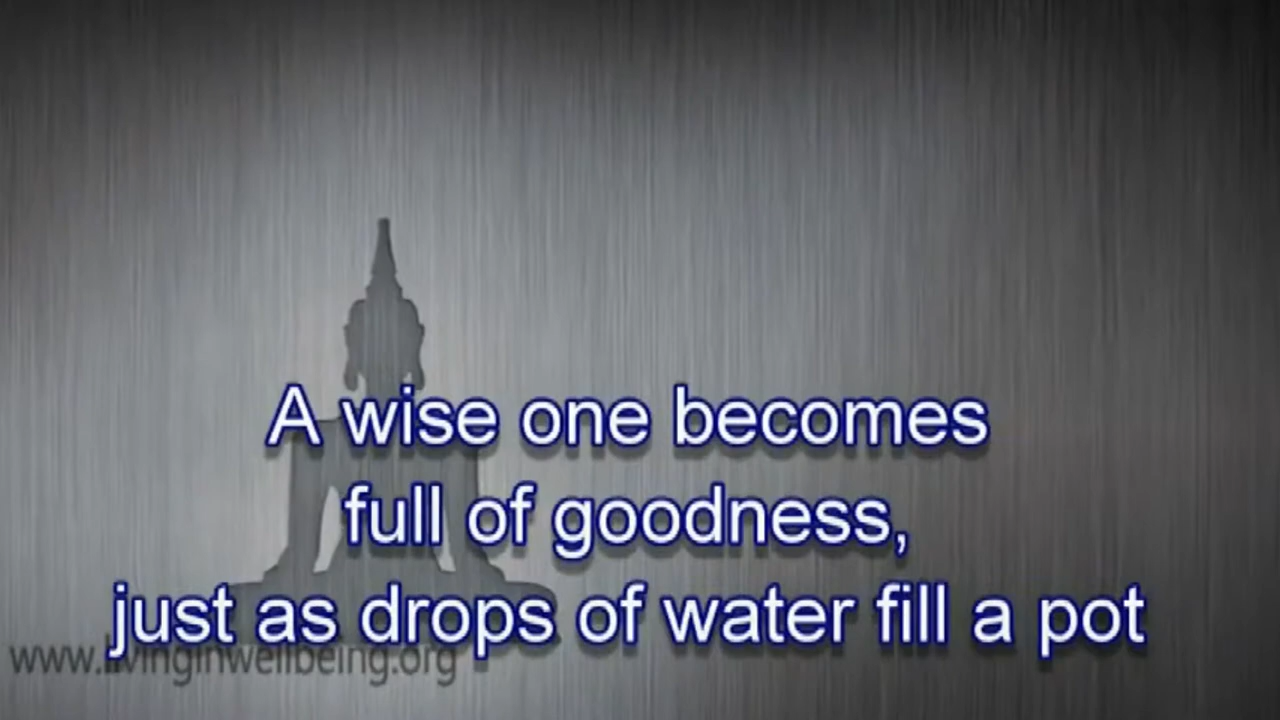 A wise one becomes
full of goodness,
just as drops of water fill a pot
www.livinginwellbeing.org